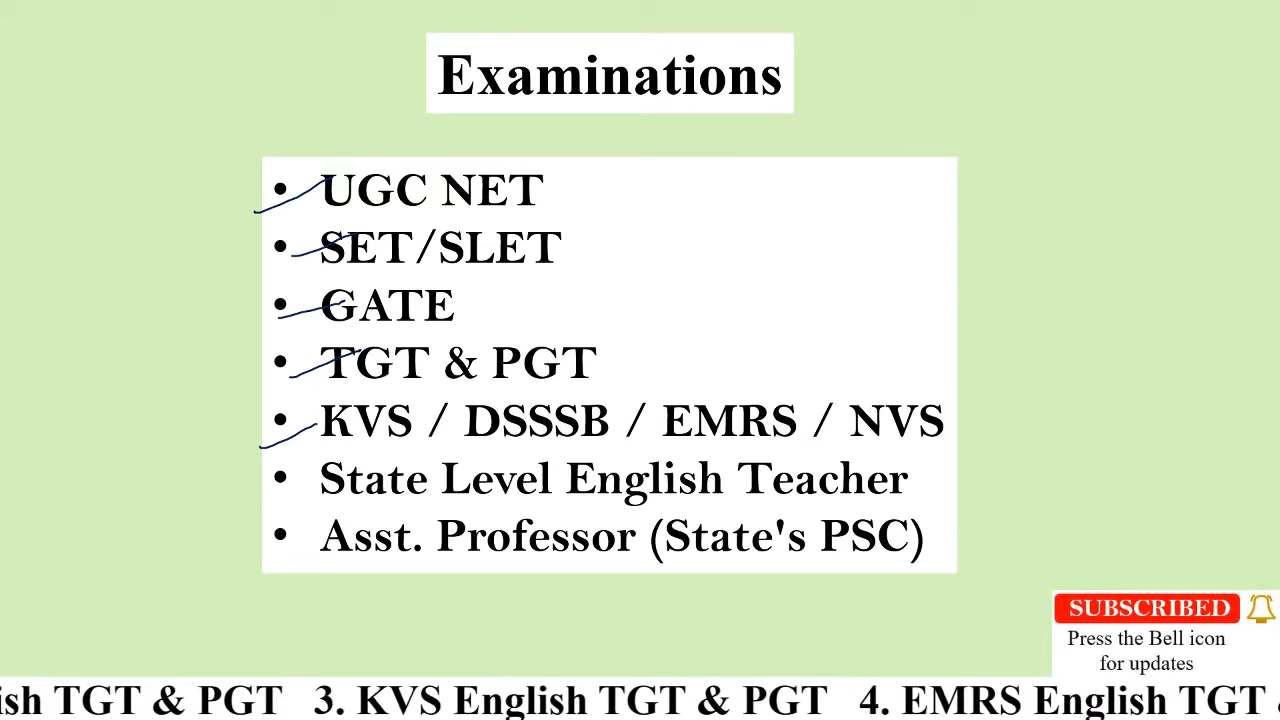 Examinations
• UGC NET
• SET/SLET
• GATE
• TGT & PGT
• KVS / DSSSB / EMRS / NVS
• State Level English Teacher
• Asst. Professor (State's PSC)
SUBSCRIBED
Press the Bell icon
for updates
ish TGT & PGT 3. KVS English TGT & PGT 4. EMRS English TGT &